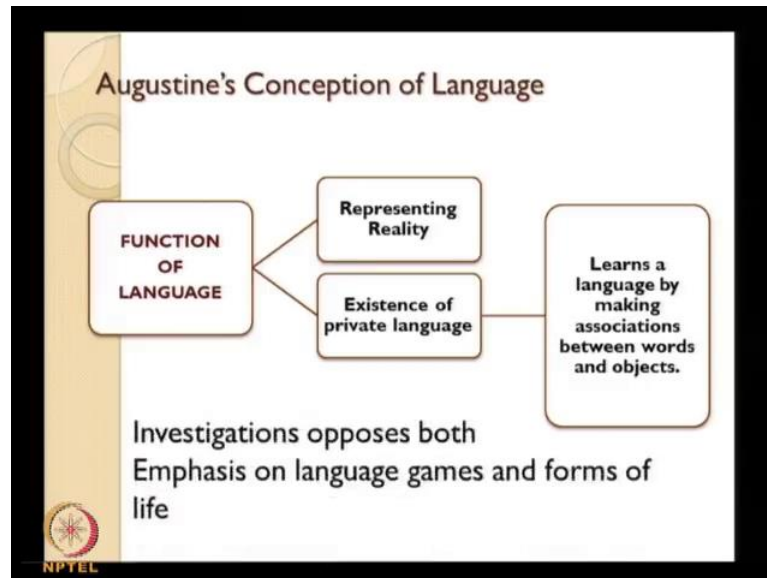 Augustine's Conception of Language
FUNCTION
OF
LANGUAGE
Representing
Reality
Existence of
private language
Learns a
language by
making
associations
between words
and objects.
Investigations opposes both
Emphasis on language games and forms of
life
NPTEL